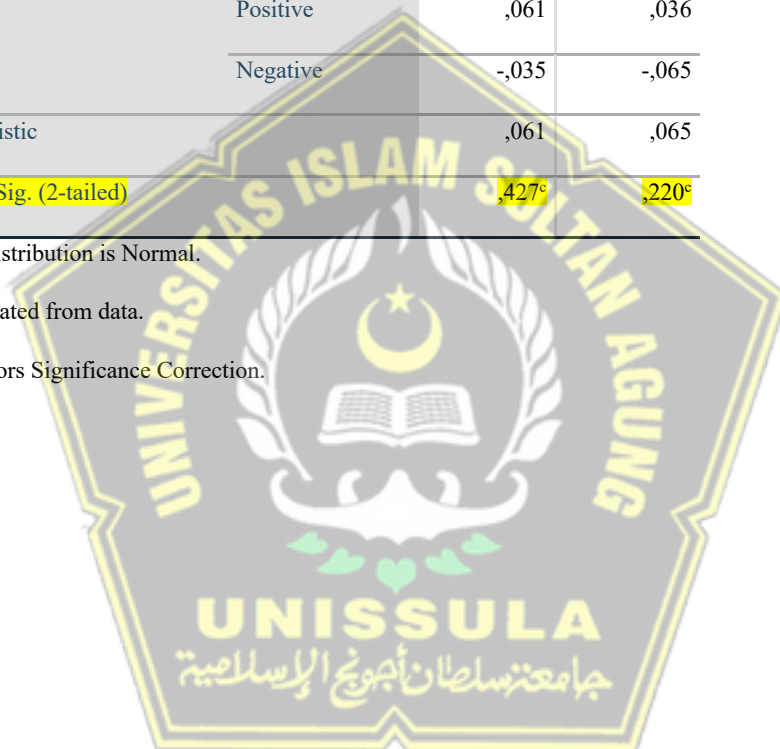 Positive ,061 ,036
Negative -,035 -,065
istic ,061 ,065
Sig. (2-tailed) ,427ᶜ ,220ᶜ
stribution is Normal.
ated from data.
ors Significance Correction.
UNIVERSITAS ISLAM SULTAN AGUNG
UNISSULA
جامعتنسلطان أجونج الإسلامية